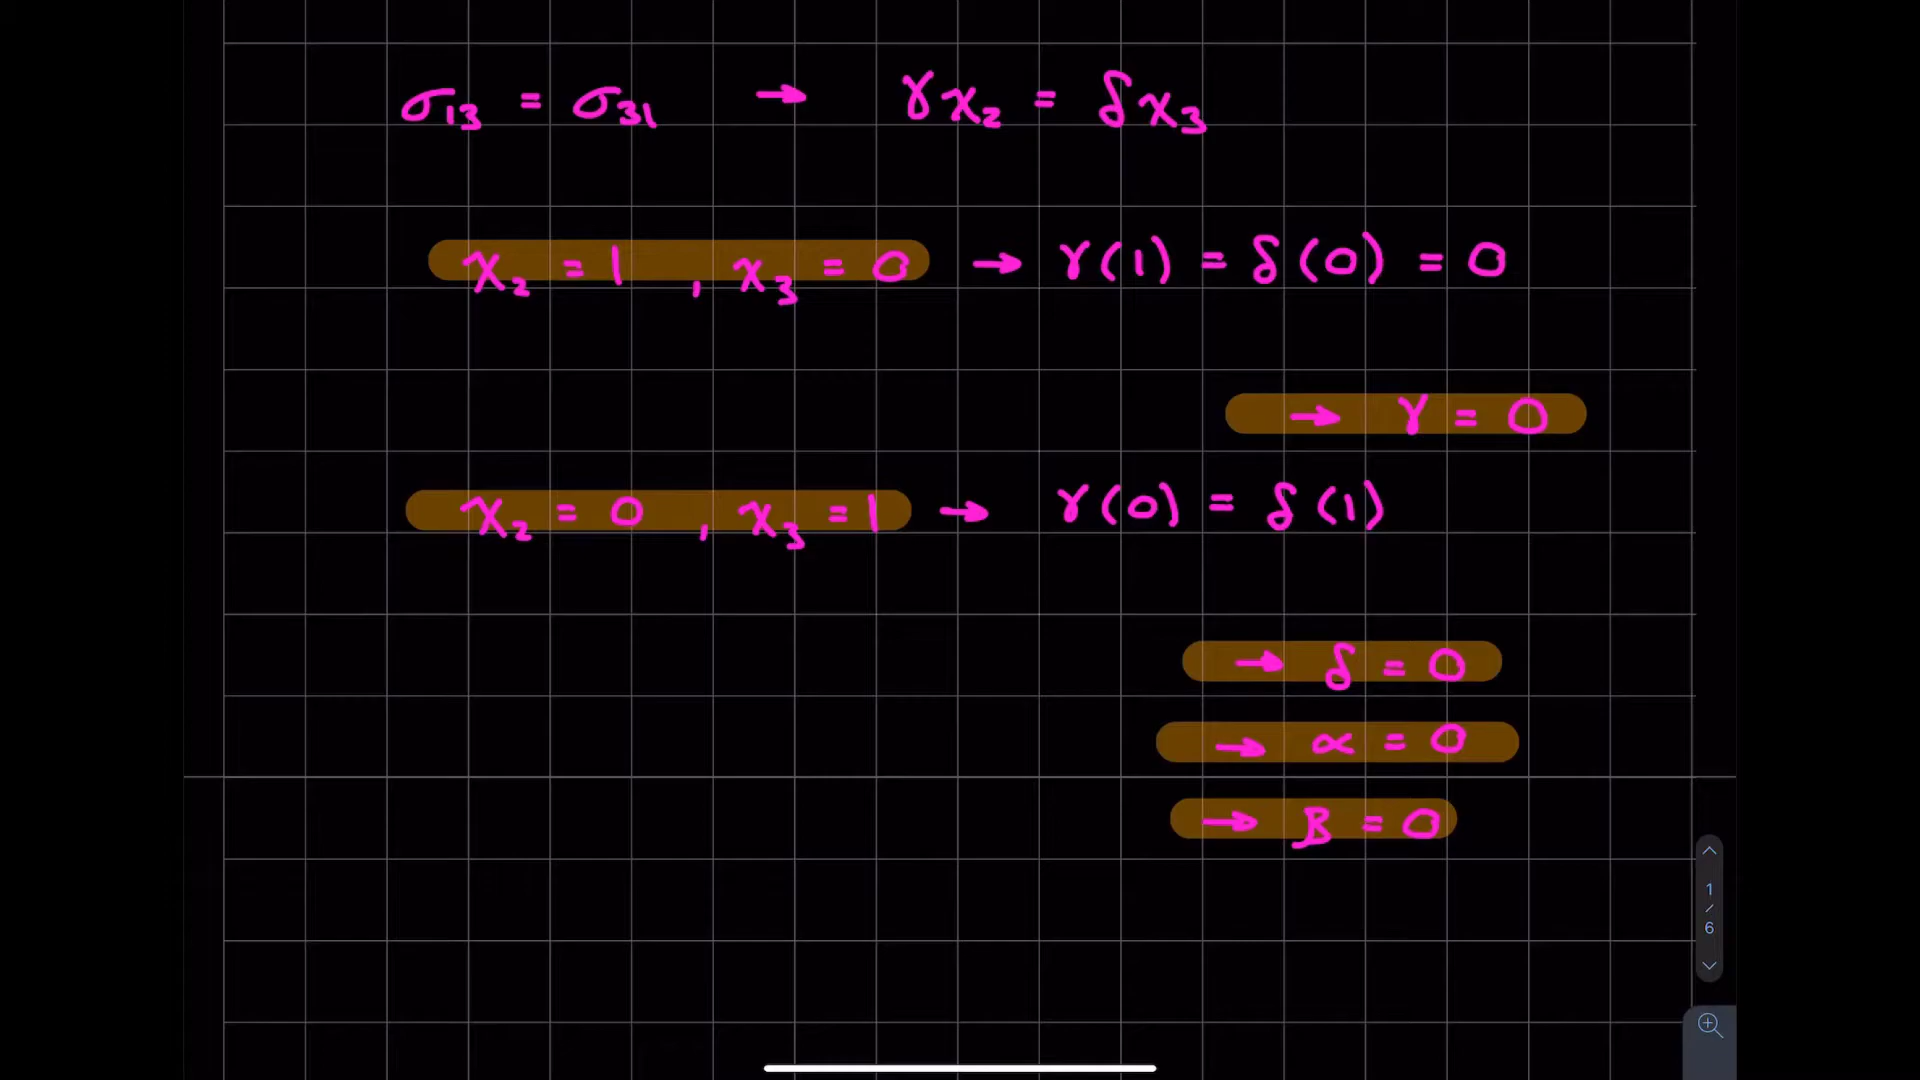 σ₁₃ = σ₃₁ → γx₂ = δx₃
x₂ = 1 , x₃ = 0 → γ(1) = δ(0) = 0
→ γ = 0
x₂ = 0 , x₃ = 1 → γ(0) = δ(1)
→ δ = 0
→ α = 0
→ β = 0
1
/
6